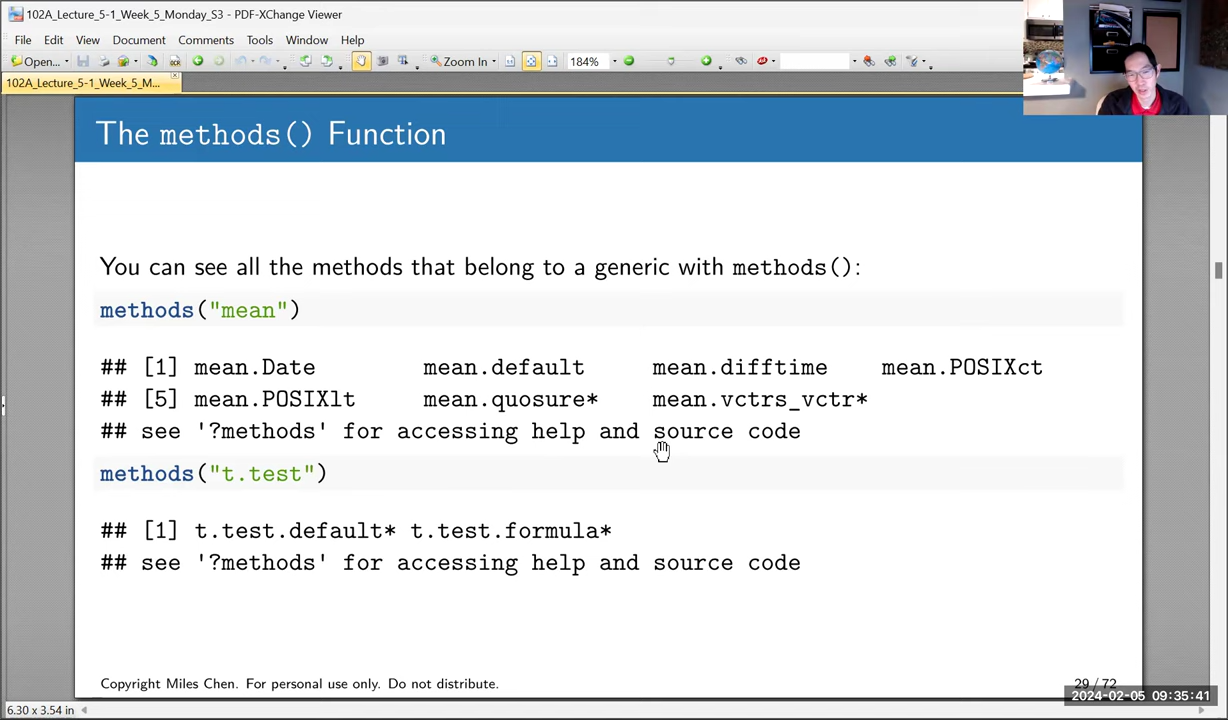 102A_Lecture_5-1_Week_5_Monday_S3 - PDF-XChange Viewer
File Edit View Document Comments Tools Window Help
Open... Zoom In 184%
102A_Lecture_5-1_Week_5_M...
The methods() Function
You can see all the methods that belong to a generic with methods():
methods("mean")
## [1] mean.Date mean.default mean.difftime mean.POSIXct
## [5] mean.POSIXlt mean.quosure* mean.vctrs_vctr*
## see '?methods' for accessing help and source code
methods("t.test")
## [1] t.test.default* t.test.formula*
## see '?methods' for accessing help and source code
Copyright Miles Chen. For personal use only. Do not distribute.
29 / 72
2024-02-05 09:35:41
6.30 x 3.54 in